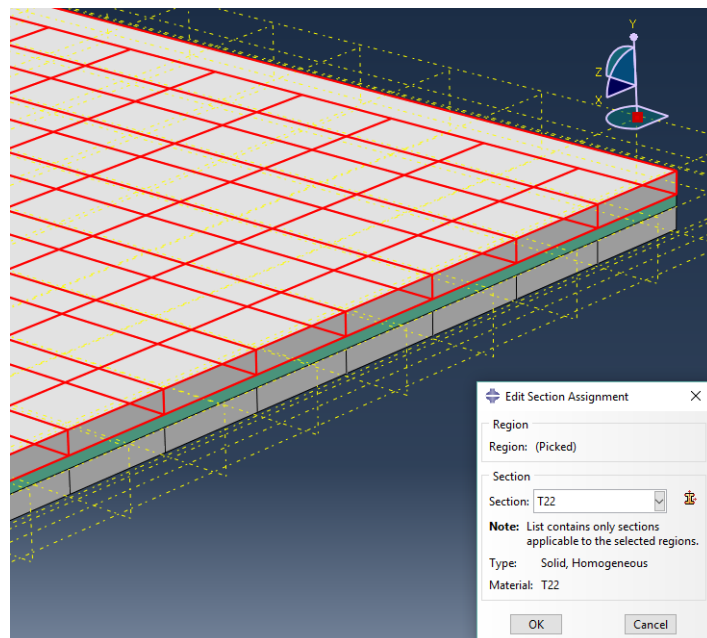 Y
Z
X
Edit Section Assignment
Region
Region: (Picked)
Section
Section: T22
Note: List contains only sections
applicable to the selected regions.
Type: Solid, Homogeneous
Material: T22
OK Cancel